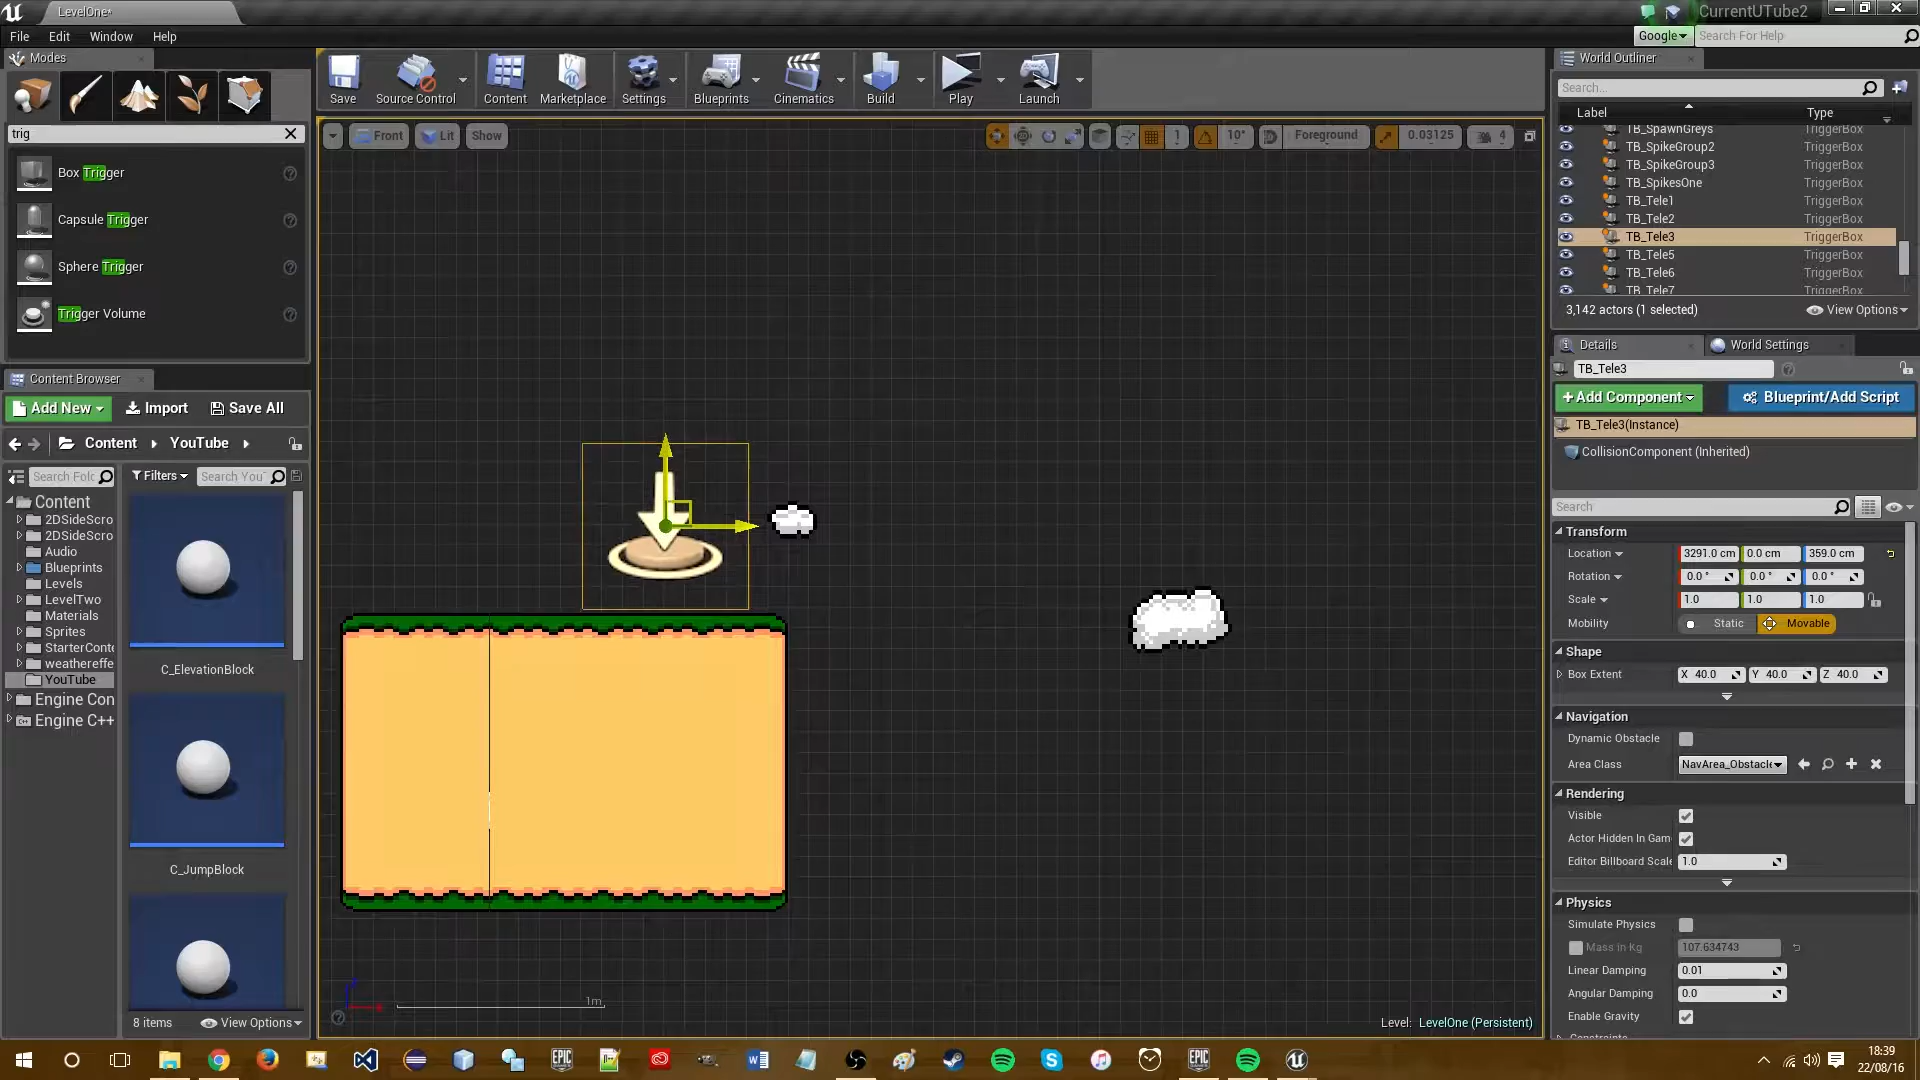 LevelOne*
CurrentUTube2
File Edit Window Help
Google
Search For Help
Modes
trig
Box Trigger
Capsule Trigger
Sphere Trigger
Trigger Volume
Save
Source Control
Content
Marketplace
Settings
Blueprints
Cinematics
Build
Play
Launch
Front
Lit
Show
1
10°
Foreground
0.03125
4
World Outliner
Search...
Label
Type
TB_SpawnGreys TriggerBox
TB_SpikeGroup2 TriggerBox
TB_SpikeGroup3 TriggerBox
TB_SpikesOne TriggerBox
TB_Tele1 TriggerBox
TB_Tele2 TriggerBox
TB_Tele3 TriggerBox
TB_Tele5 TriggerBox
TB_Tele6 TriggerBox
TB_Tele7 TriggerBox
3,142 actors (1 selected)
View Options
Content Browser
Add New
Import
Save All
Content
YouTube
Search Fold
Filters
Search You
Content
2DSideScro
2DSideScro
Audio
Blueprints
Levels
LevelTwo
Materials
Sprites
StarterConte
weathereffe
YouTube
Engine Con
Engine C++
C_ElevationBlock
C_JumpBlock
8 items
View Options
1m
Level: LevelOne (Persistent)
Details
World Settings
TB_Tele3
+Add Component
Blueprint/Add Script
TB_Tele3(Instance)
CollisionComponent (Inherited)
Search
Transform
Location 3291.0 cm 0.0 cm 359.0 cm
Rotation 0.0 ° 0.0 ° 0.0 °
Scale 1.0 1.0 1.0
Mobility Static Movable
Shape
Box Extent X 40.0 Y 40.0 Z 40.0
Navigation
Dynamic Obstacle
Area Class NavArea_Obstacle
Rendering
Visible
Actor Hidden In Gam
Editor Billboard Scale 1.0
Physics
Simulate Physics
Mass in Kg 107.634743
Linear Damping 0.01
Angular Damping 0.0
Enable Gravity
Constraints
EPIC GAMES
EPIC GAMES
18:39
22/08/16